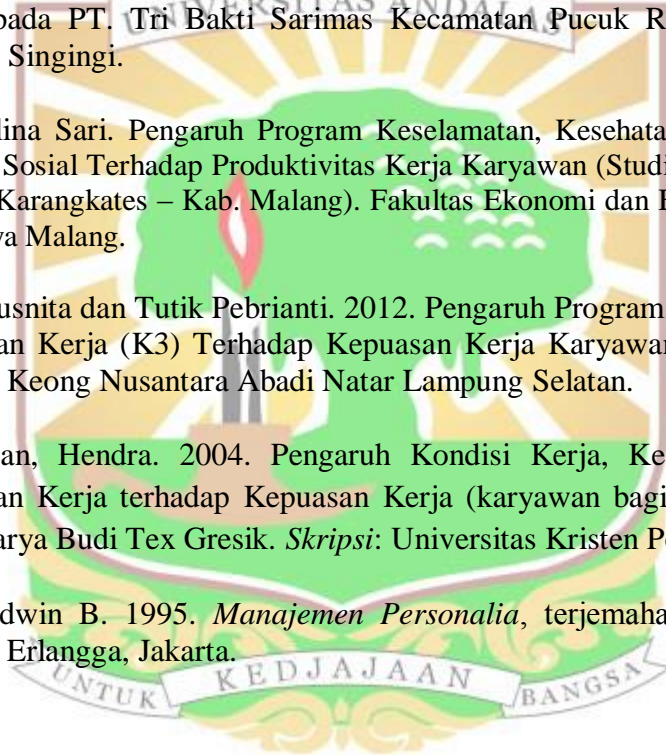 UNIVERSITAS ANDALAS
pada PT. Tri Bakti Sarimas Kecamatan Pucuk R
Singingi.
lina Sari. Pengaruh Program Keselamatan, Kesehata
Sosial Terhadap Produktivitas Kerja Karyawan (Studi
Karangkates – Kab. Malang). Fakultas Ekonomi dan
ya Malang.
usnita dan Tutik Pebrianti. 2012. Pengaruh Program
an Kerja (K3) Terhadap Kepuasan Kerja Karyawan
Keong Nusantara Abadi Natar Lampung Selatan.
an, Hendra. 2004. Pengaruh Kondisi Kerja, Ke
an Kerja terhadap Kepuasan Kerja (karyawan bagi
arya Budi Tex Gresik. Skripsi: Universitas Kristen Pe
dwin B. 1995. Manajemen Personalia, terjemaha
Erlangga, Jakarta.
UNTUK KEDJAJAAN BANGSA